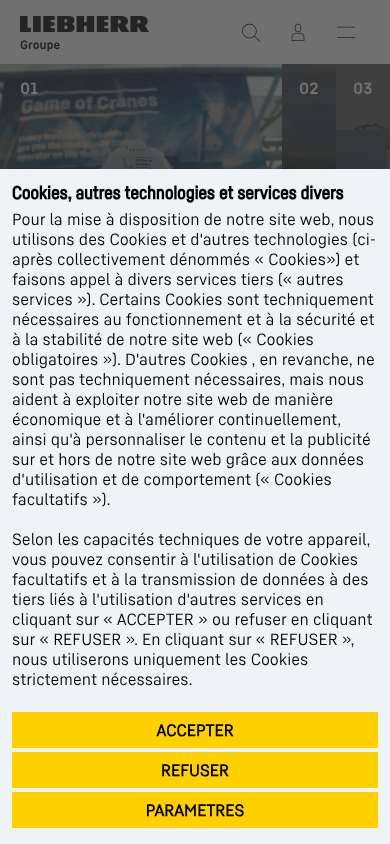 LIEBHERR
Groupe
01
02
03
Game of Cranes
Cookies, autres technologies et services divers
Pour la mise à disposition de notre site web, nous
utilisons des Cookies et d'autres technologies (ci-
après collectivement dénommés « Cookies») et
faisons appel à divers services tiers (« autres
services »). Certains Cookies sont techniquement
nécessaires au fonctionnement et à la sécurité et
à la stabilité de notre site web (« Cookies
obligatoires »). D'autres Cookies , en revanche, ne
sont pas techniquement nécessaires, mais nous
aident à exploiter notre site web de manière
économique et à l'améliorer continuellement,
ainsi qu'à personnaliser le contenu et la publicité
sur et hors de notre site web grâce aux données
d'utilisation et de comportement (« Cookies
facultatifs »).
Selon les capacités techniques de votre appareil,
vous pouvez consentir à l'utilisation de Cookies
facultatifs et à la transmission de données à des
tiers liés à l'utilisation d'autres services en
cliquant sur « ACCEPTER » ou refuser en cliquant
sur « REFUSER ». En cliquant sur « REFUSER »,
nous utiliserons uniquement les Cookies
strictement nécessaires.
ACCEPTER
REFUSER
PARAMETRES